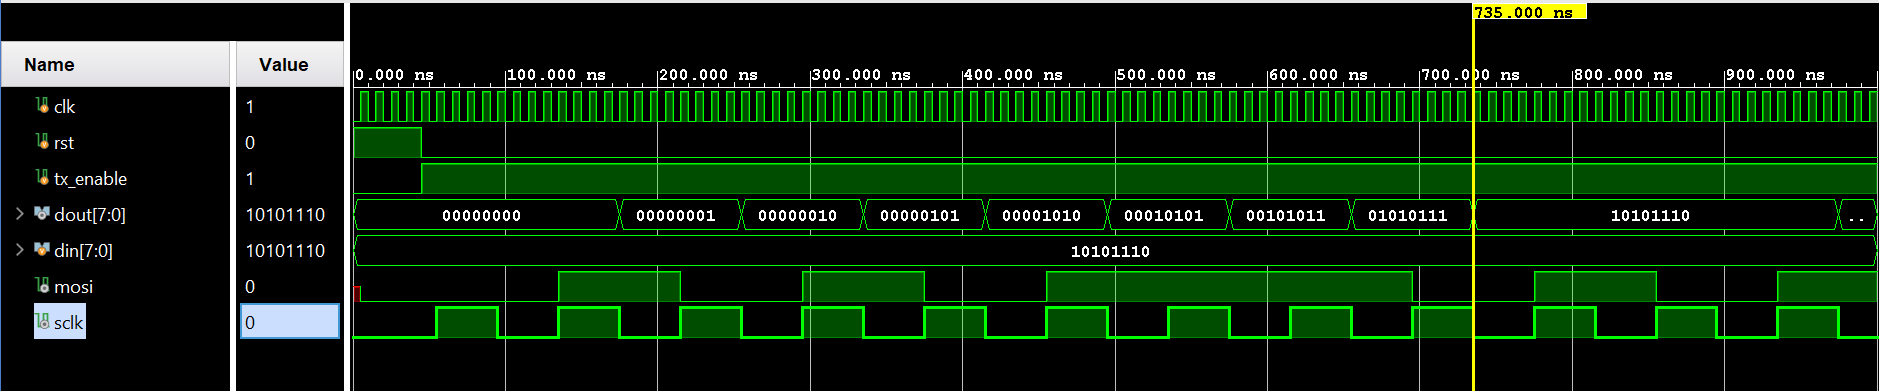 735.000 ns
Name Value
0.000 ns 100.000 ns 200.000 ns 300.000 ns 400.000 ns 500.000 ns 600.000 ns 700.000 ns 800.000 ns 900.000 ns
clk 1
rst 0
tx_enable 1
dout[7:0] 10101110 00000000 00000001 00000010 00000101 00001010 00010101 00101011 01010111 10101110 ..
din[7:0] 10101110 10101110
mosi 0
sclk 0